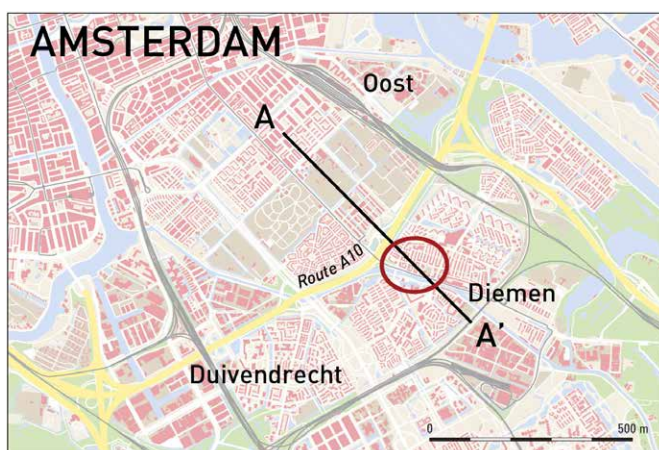 AMSTERDAM
Oost
A
Route A10
Diemen
A'
Duivendrecht
0 500 m